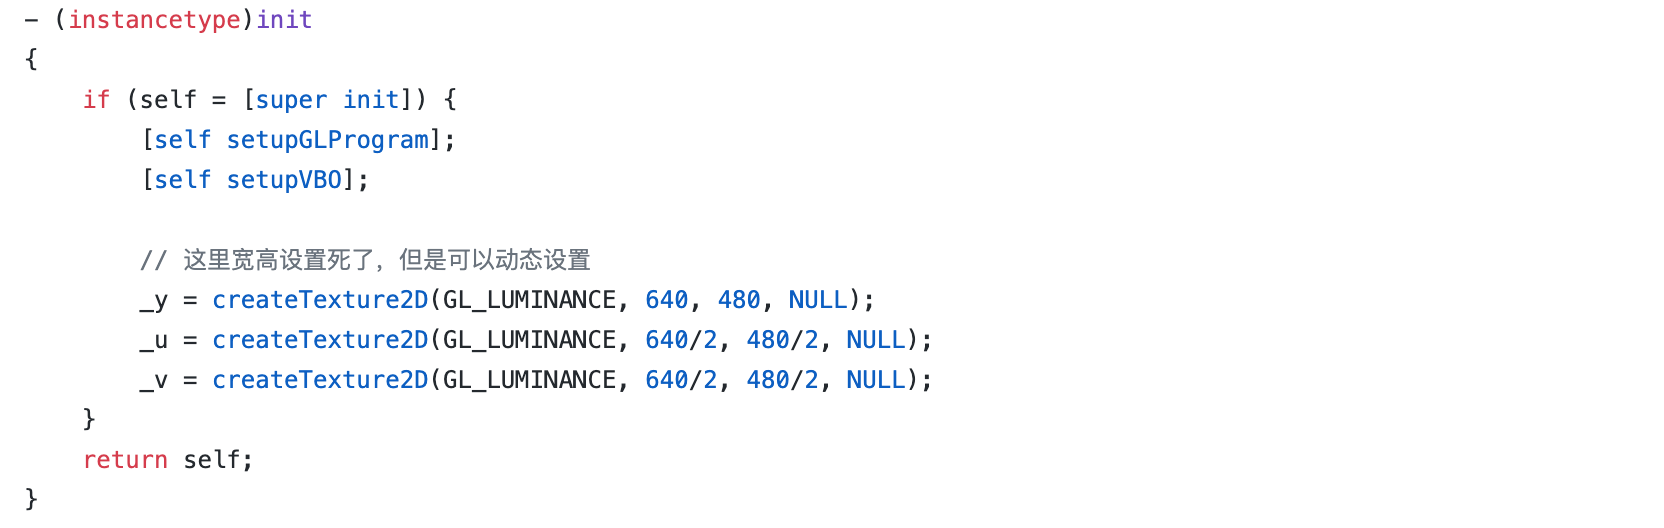 - (instancetype)init
{
    if (self = [super init]) {
        [self setupGLProgram];
        [self setupVBO];

        // 这里宽高设置死了，但是可以动态设置
        _y = createTexture2D(GL_LUMINANCE, 640, 480, NULL);
        _u = createTexture2D(GL_LUMINANCE, 640/2, 480/2, NULL);
        _v = createTexture2D(GL_LUMINANCE, 640/2, 480/2, NULL);
    }
    return self;
}